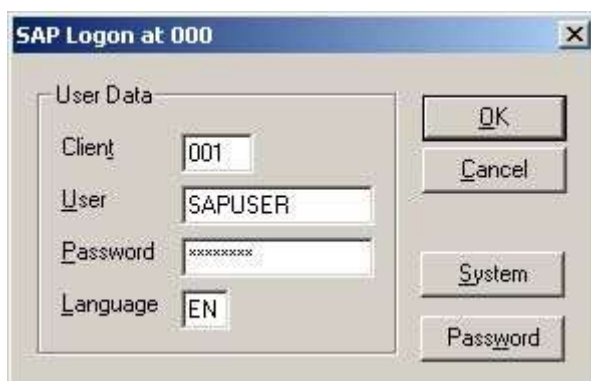 SAP Logon at 000
User Data
Client 001
User SAPUSER
Password ********
Language EN
OK
Cancel
System
Password